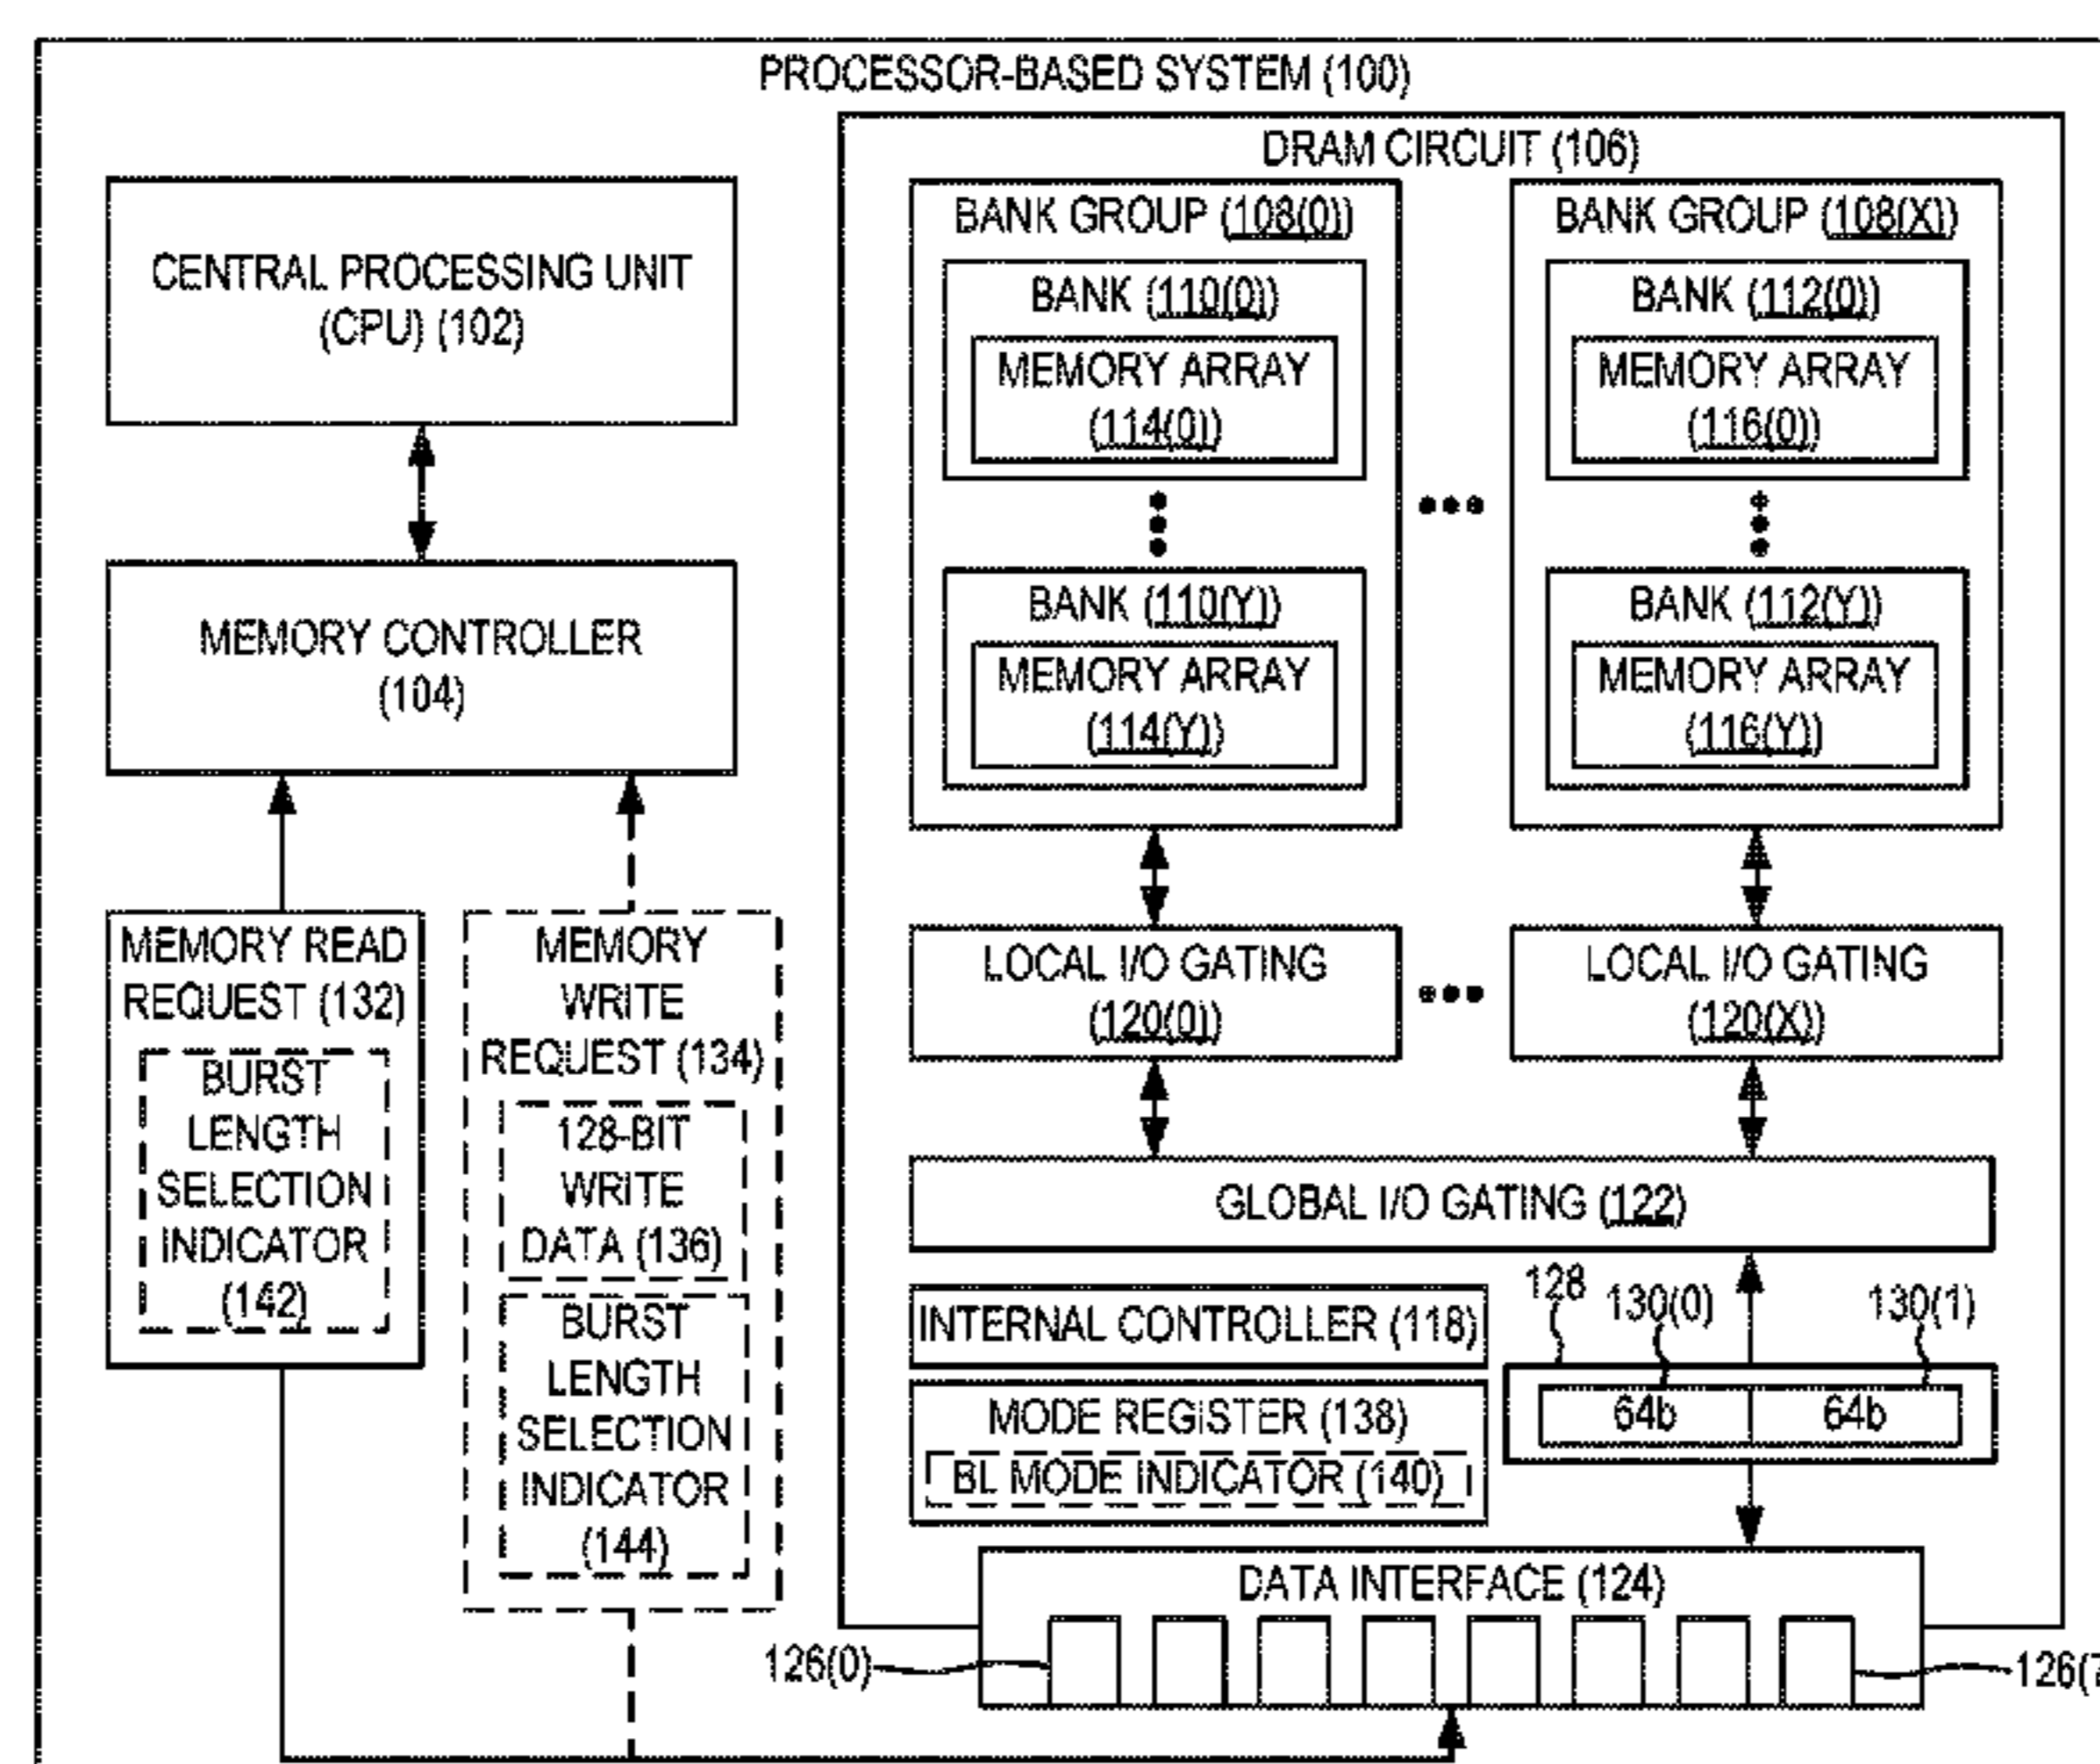 PROCESSOR-BASED SYSTEM (100)
CENTRAL PROCESSING UNIT
(CPU) (102)
MEMORY CONTROLLER
(104)
MEMORY READ
REQUEST (132)
BURST
LENGTH
SELECTION
INDICATOR
(142)
MEMORY
WRITE
REQUEST (134)
128-BIT
WRITE
DATA (136)
BURST
LENGTH
SELECTION
INDICATOR
(144)
DRAM CIRCUIT (106)
BANK GROUP (108(0))
BANK (110(0))
MEMORY ARRAY
(114(0))
BANK (110(Y))
MEMORY ARRAY
(114(Y))
BANK GROUP (108(X))
BANK (112(0))
MEMORY ARRAY
(116(0))
BANK (112(Y))
MEMORY ARRAY
(116(Y))
LOCAL I/O GATING
(120(0))
LOCAL I/O GATING
(120(X))
GLOBAL I/O GATING (122)
INTERNAL CONTROLLER (118)
MODE REGISTER (138)
BL MODE INDICATOR (140)
128
130(0)
130(1)
64b
64b
DATA INTERFACE (124)
126(0)
126(7